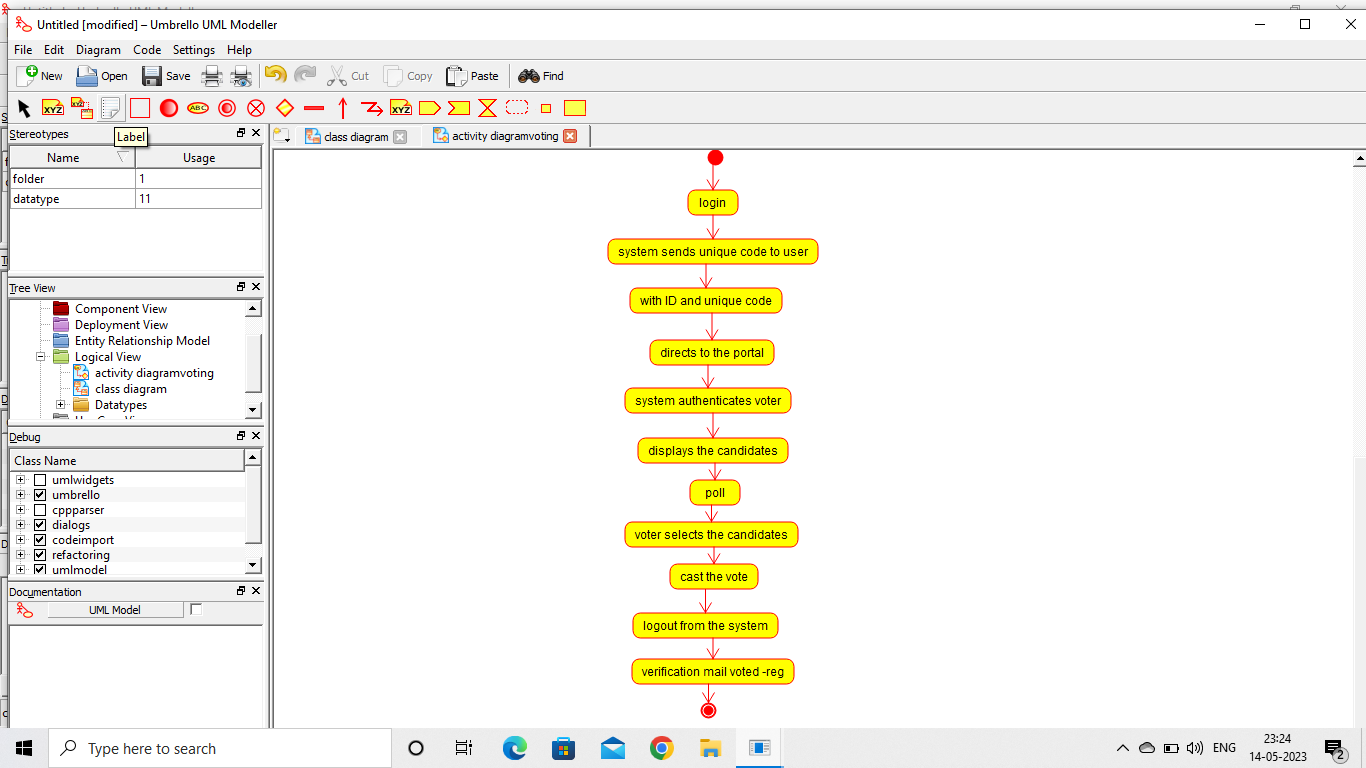 Untitled [modified] – Umbrello UML Modeller
File Edit Diagram Code Settings Help
New Open Save Cut Copy Paste Find
XYZ XYZ ABC XYZ
Label
Stereotypes
class diagram activity diagramvoting
Name Usage
folder 1
datatype 11
Tree View
Component View
Deployment View
Entity Relationship Model
Logical View
activity diagramvoting
class diagram
Datatypes
Debug
Class Name
umlwidgets
umbrello
cppparser
dialogs
codeimport
refactoring
umlmodel
Documentation
UML Model
login
system sends unique code to user
with ID and unique code
directs to the portal
system authenticates voter
displays the candidates
poll
voter selects the candidates
cast the vote
logout from the system
verification mail voted -reg
Type here to search
ENG
23:24
14-05-2023
2